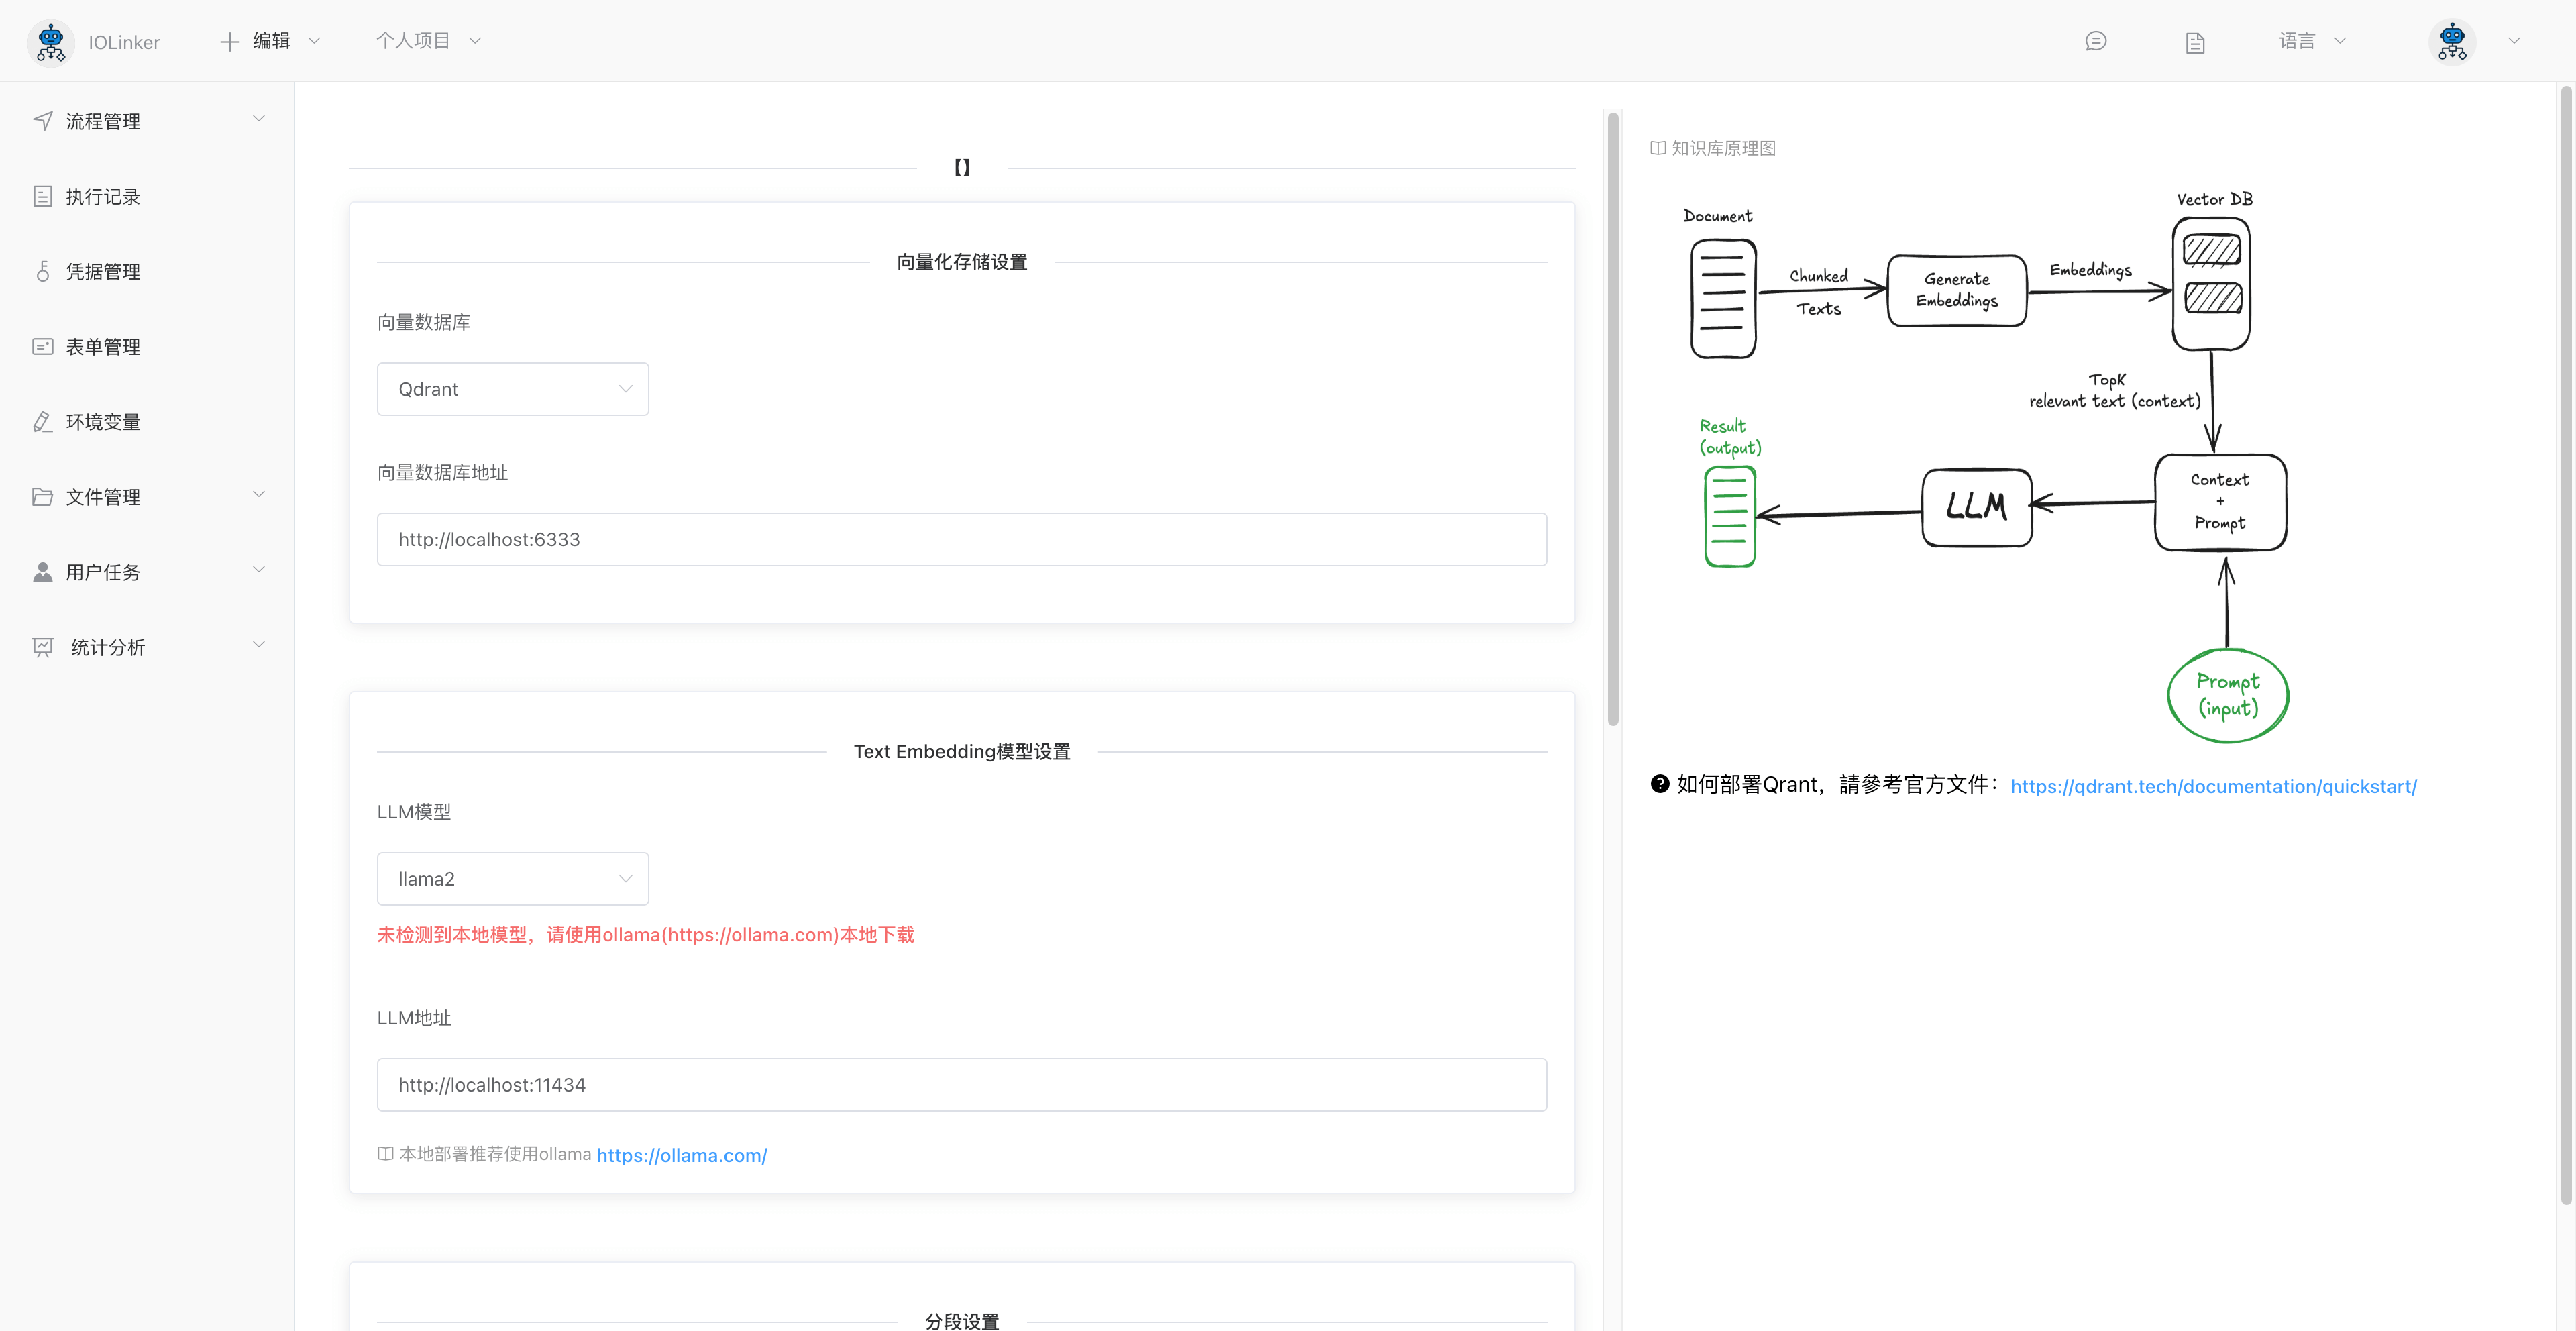 IOLinker
编辑
个人项目
语言
流程管理
执行记录
凭据管理
表单管理
环境变量
文件管理
用户任务
统计分析
【】
向量化存储设置
向量数据库
Qdrant
向量数据库地址
http://localhost:6333
Text Embedding模型设置
LLM模型
llama2
未检测到本地模型，请使用ollama(https://ollama.com)本地下载
LLM地址
http://localhost:11434
本地部署推荐使用ollama https://ollama.com/
分段设置
知识库原理图
Document
Vector DB
Chunked
Texts
Generate
Embeddings
Embeddings
TopK
relevant text (context)
Result
(output)
LLM
Context
+
Prompt
Prompt
(input)
如何部署Qrant，請參考官方文件：https://qdrant.tech/documentation/quickstart/